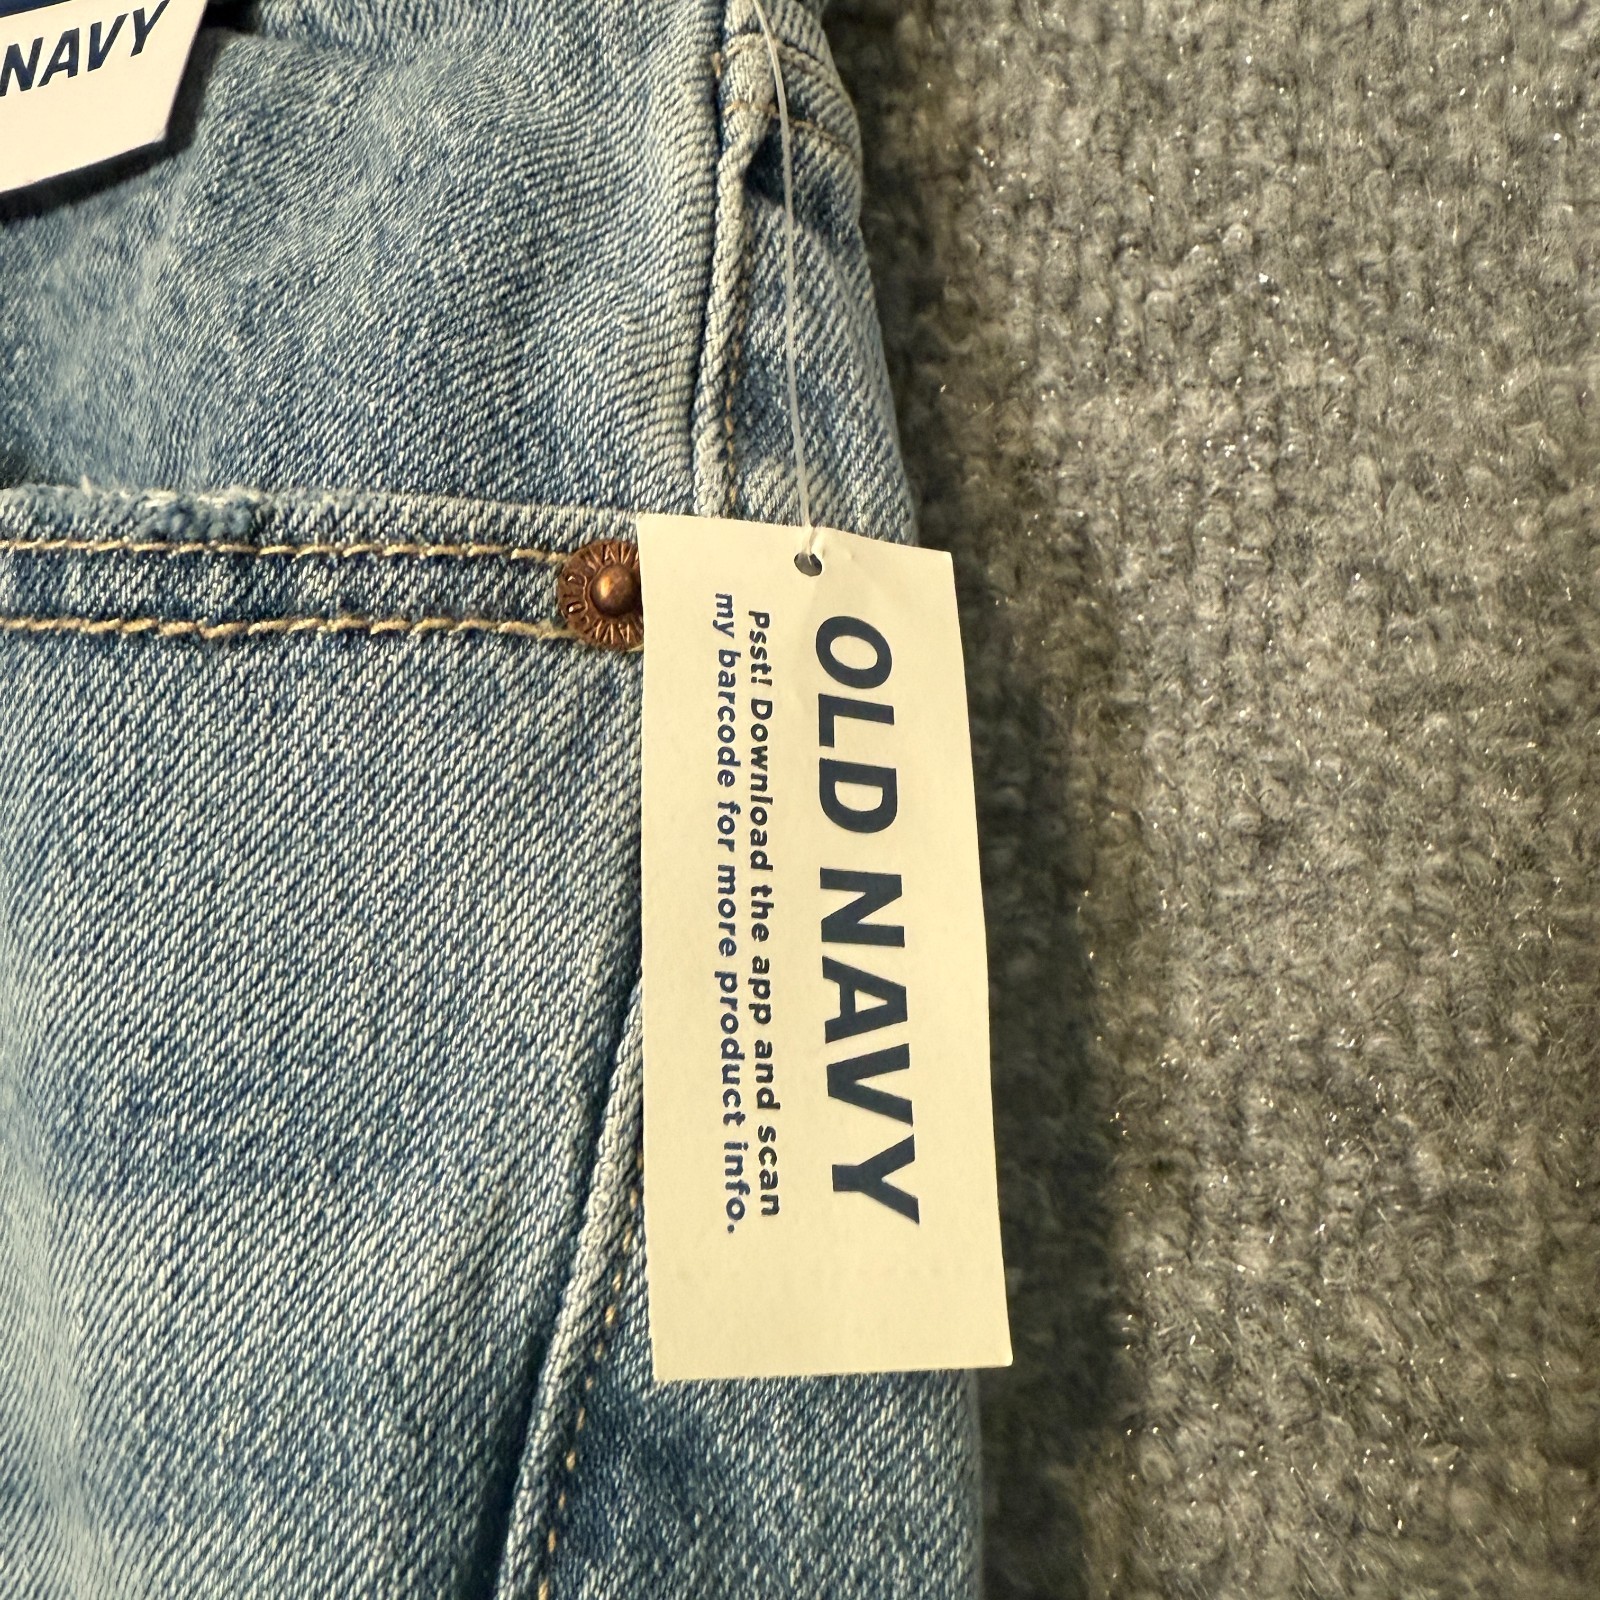 NAVY
OLD NAVY
Psst! Download the app and scan
my barcode for more product info.